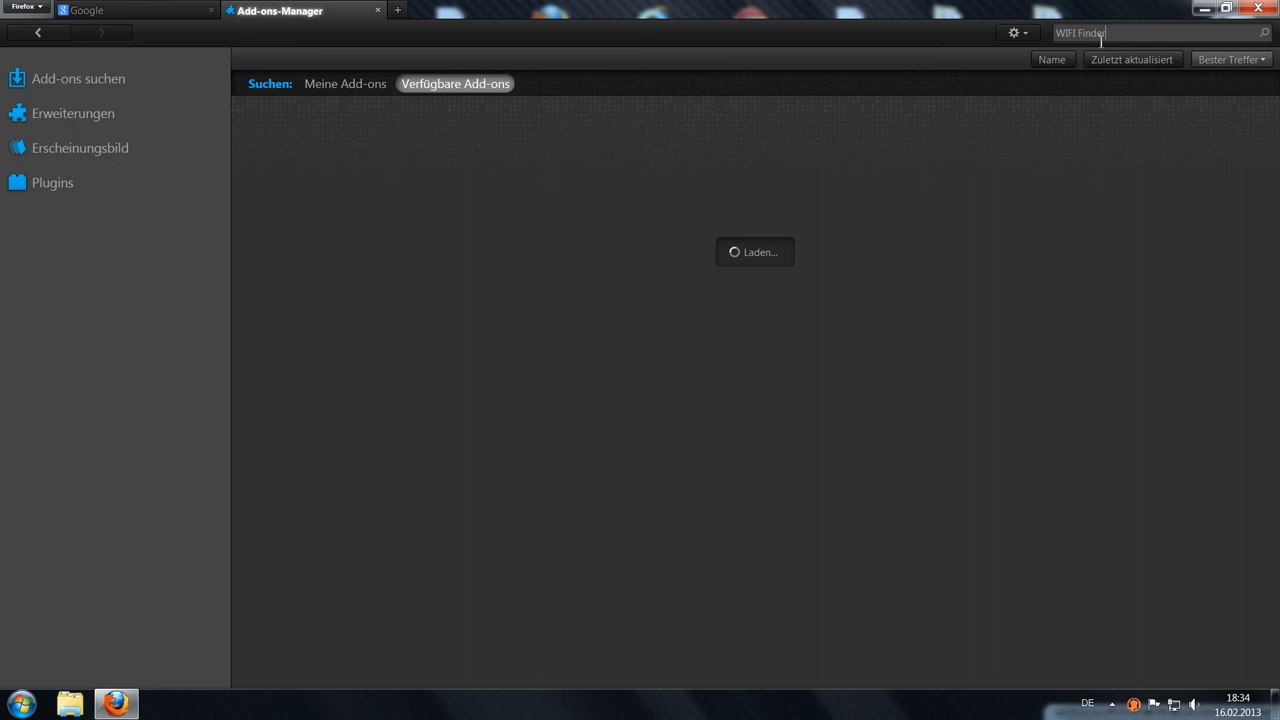 Firefox
Google
Add-ons-Manager
WIFI Finder
Name
Zuletzt aktualisiert
Bester Treffer
Add-ons suchen
Erweiterungen
Erscheinungsbild
Plugins
Suchen:
Meine Add-ons
Verfügbare Add-ons
Laden...
DE
18:34
16.02.2013